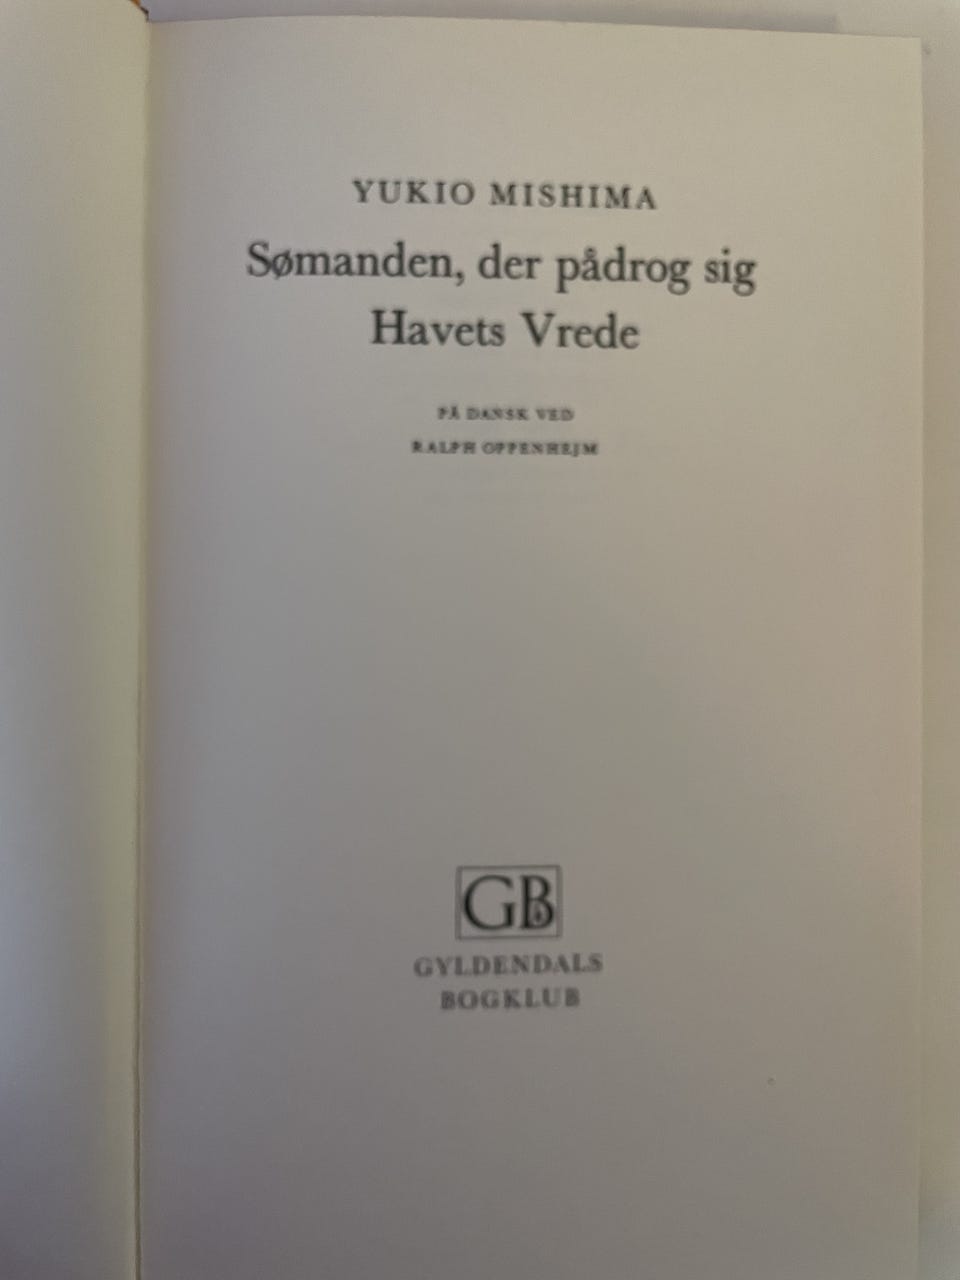 YUKIO MISHIMA
Sømanden, der pådrog sig
Havets Vrede
PÅ DANSK VED
RALPH OPPENHEJM
GB
GYLDENDALS
BOGKLUB